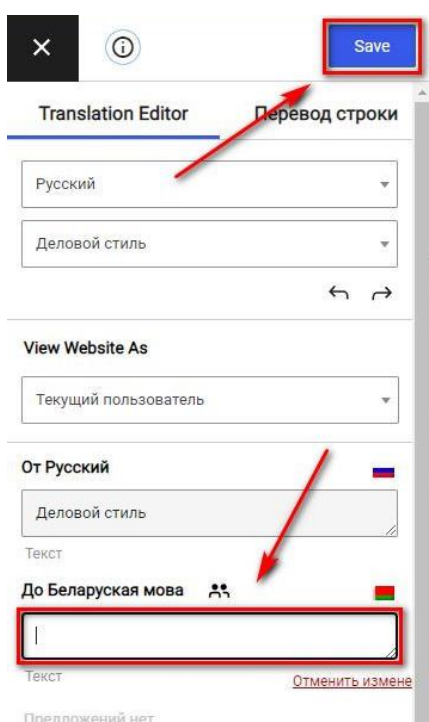 Save
Translation Editor Перевод строки
Русский
Деловой стиль
View Website As
Текущий пользователь
От Русский
Деловой стиль
Текст
До Беларуская мова
Текст Отменить измене
Предложений нет